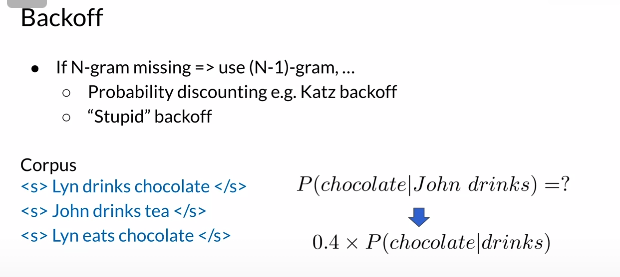 Backoff
● If N-gram missing => use (N-1)-gram, …
○ Probability discounting e.g. Katz backoff
○ “Stupid” backoff
Corpus
<s> Lyn drinks chocolate </s>
<s> John drinks tea </s>
<s> Lyn eats chocolate </s>
P(chocolate|John drinks) =?
0.4 × P(chocolate|drinks)